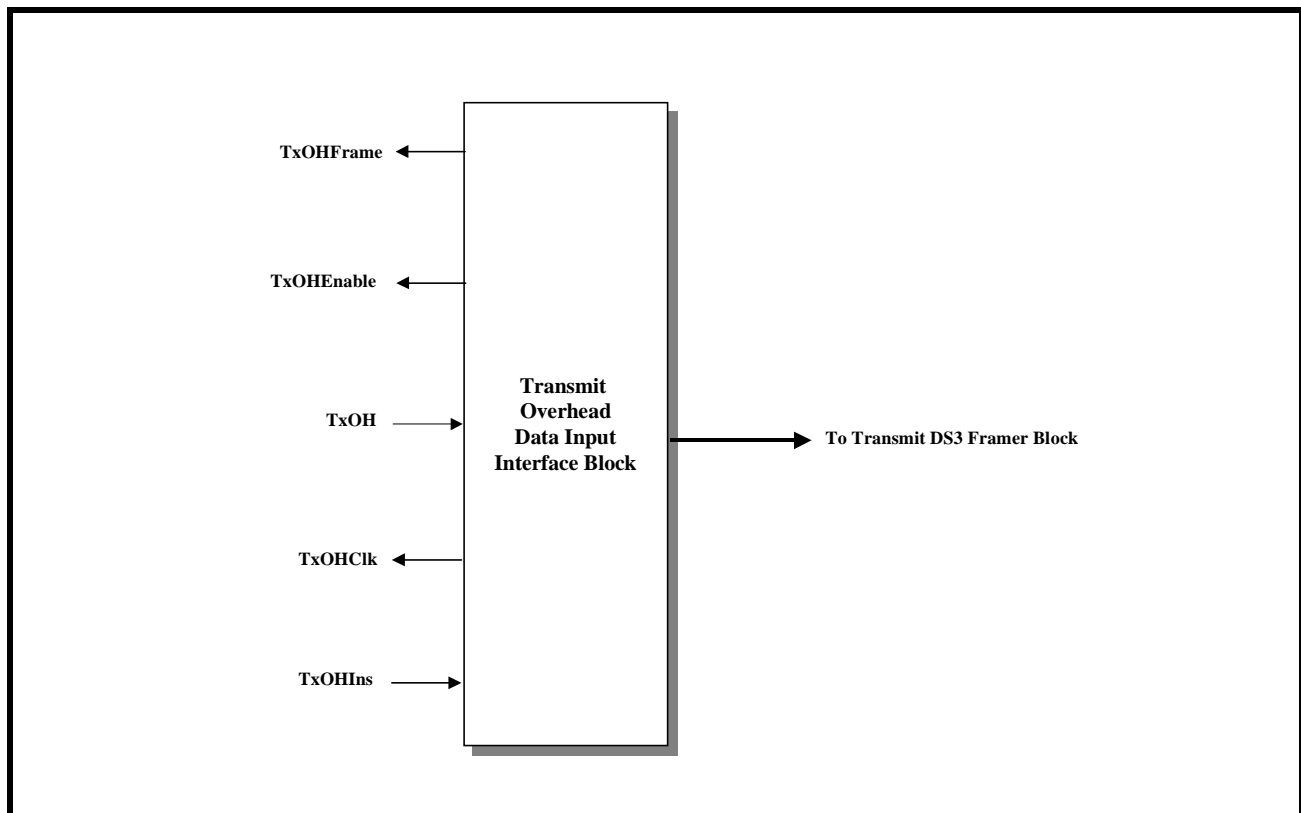 TxOHFrame
TxOHEnable
TxOH
TxOHClk
TxOHIns
Transmit
Overhead
Data Input
Interface Block
To Transmit DS3 Framer Block